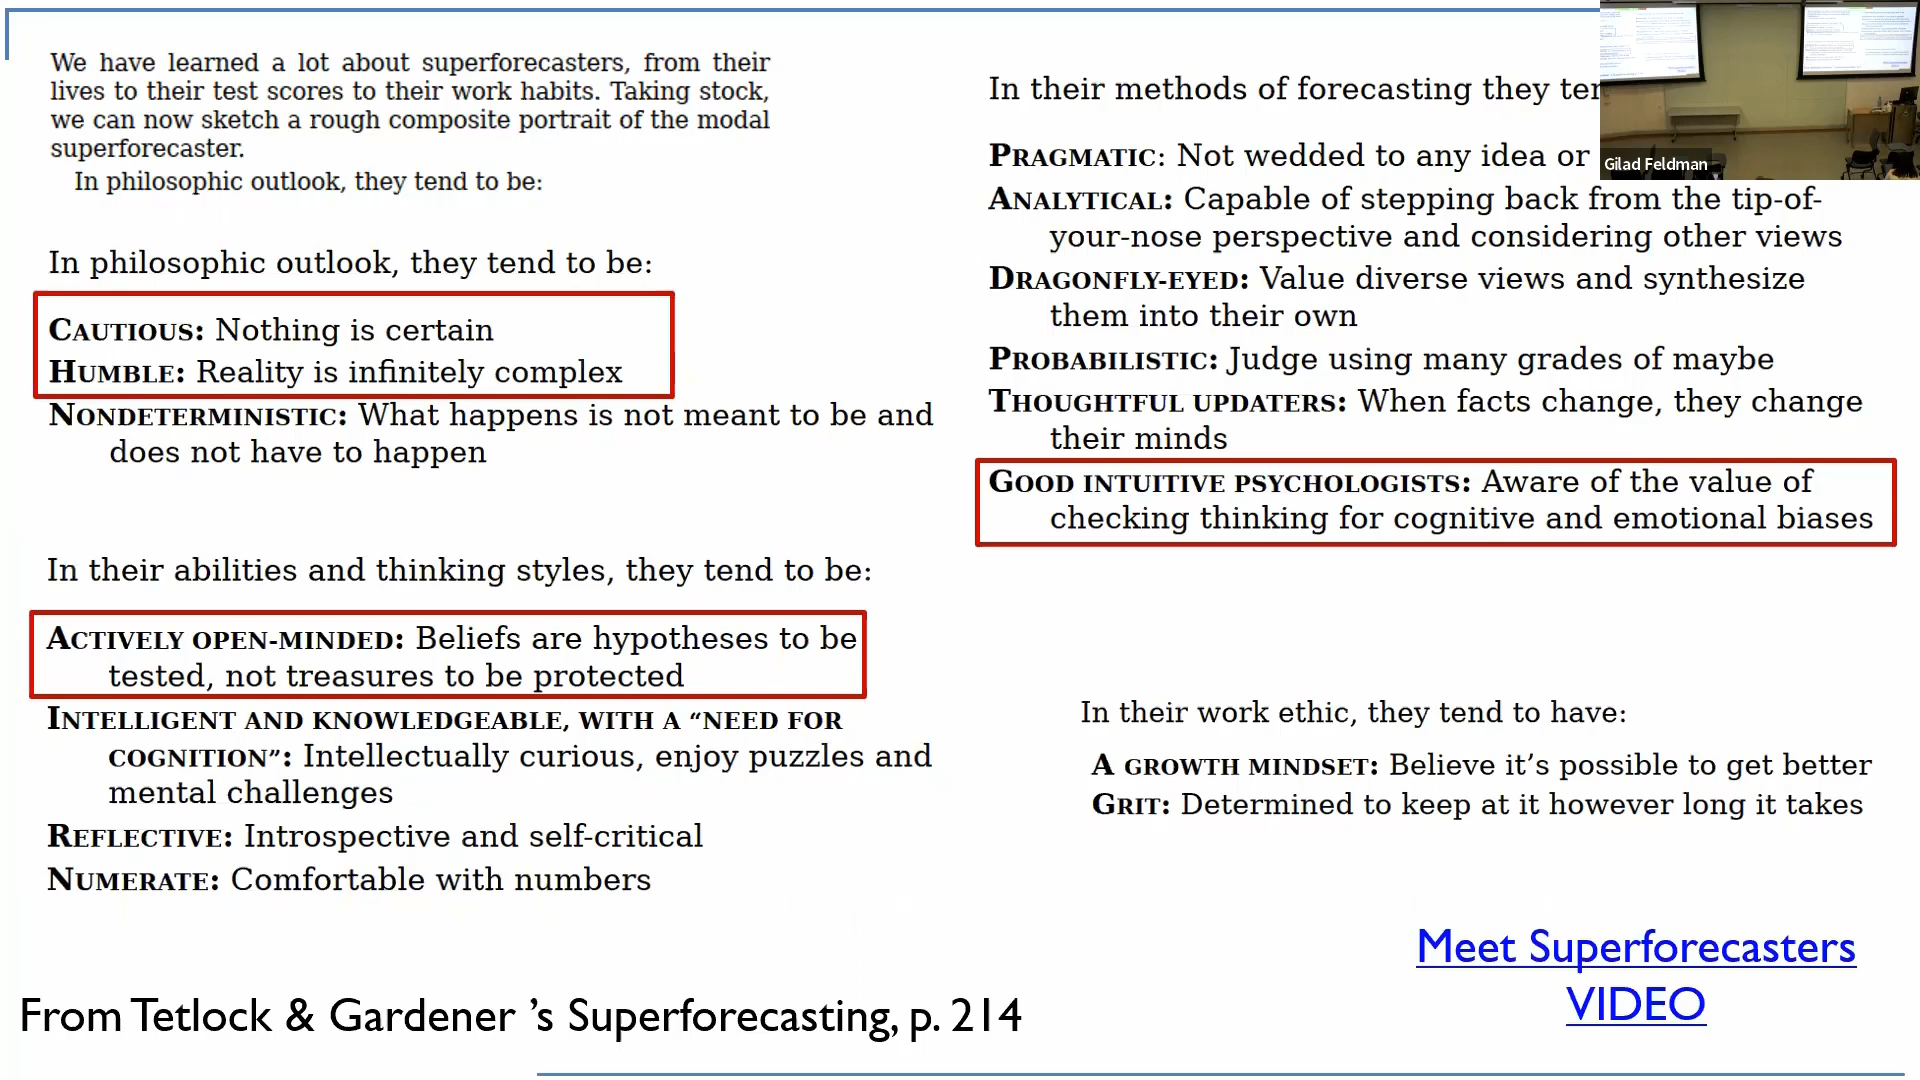 We have learned a lot about superforecasters, from their
lives to their test scores to their work habits. Taking stock,
we can now sketch a rough composite portrait of the modal
superforecaster.
In philosophic outlook, they tend to be:
In philosophic outlook, they tend to be:
CAUTIOUS: Nothing is certain
HUMBLE: Reality is infinitely complex
NONDETERMINISTIC: What happens is not meant to be and
does not have to happen
In their abilities and thinking styles, they tend to be:
ACTIVELY OPEN-MINDED: Beliefs are hypotheses to be
tested, not treasures to be protected
INTELLIGENT AND KNOWLEDGEABLE, WITH A “NEED FOR
COGNITION”: Intellectually curious, enjoy puzzles and
mental challenges
REFLECTIVE: Introspective and self-critical
NUMERATE: Comfortable with numbers
In their methods of forecasting they
PRAGMATIC: Not wedded to any idea or
ANALYTICAL: Capable of stepping back from the tip-of-
your-nose perspective and considering other views
DRAGONFLY-EYED: Value diverse views and synthesize
them into their own
PROBABILISTIC: Judge using many grades of maybe
THOUGHTFUL UPDATERS: When facts change, they change
their minds
GOOD INTUITIVE PSYCHOLOGISTS: Aware of the value of
checking thinking for cognitive and emotional biases
In their work ethic, they tend to have:
A GROWTH MINDSET: Believe it’s possible to get better
GRIT: Determined to keep at it however long it takes
Meet Superforecasters
VIDEO
From Tetlock & Gardener ’s Superforecasting, p. 214
Gilad Feldman